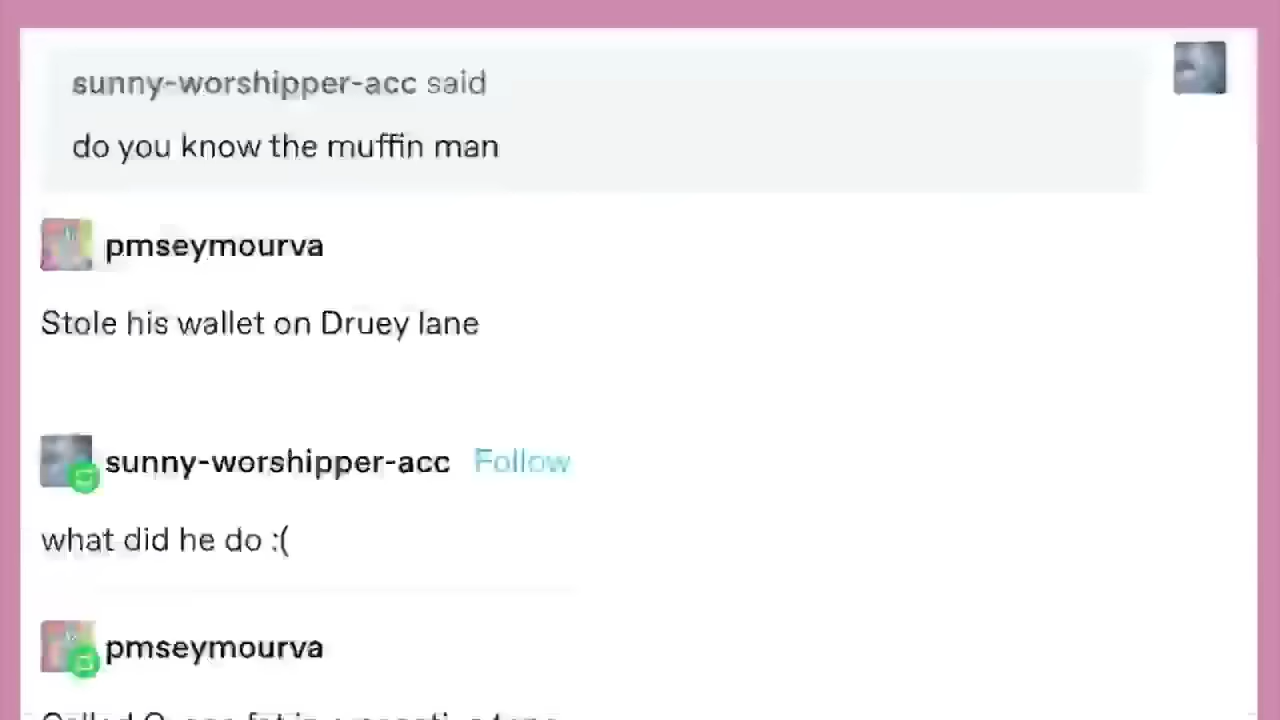 sunny-worshipper-acc said
do you know the muffin man
pmseymourva
Stole his wallet on Druey lane
sunny-worshipper-acc Follow
what did he do :(
pmseymourva